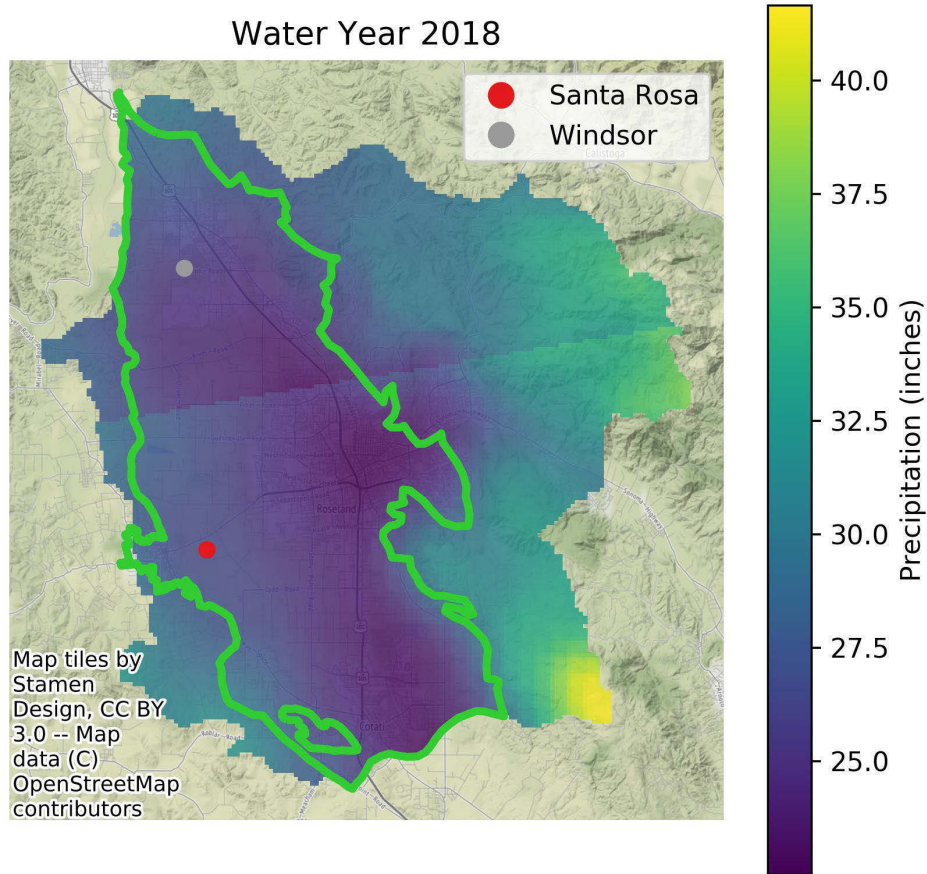 Water Year 2018
Santa Rosa
Windsor
Calistoga
Roseland
Cotati
Map tiles by
Stamen
Design, CC BY
3.0 -- Map
data (C)
OpenStreetMap
contributors
40.0
37.5
35.0
32.5
30.0
27.5
25.0
Precipitation (inches)